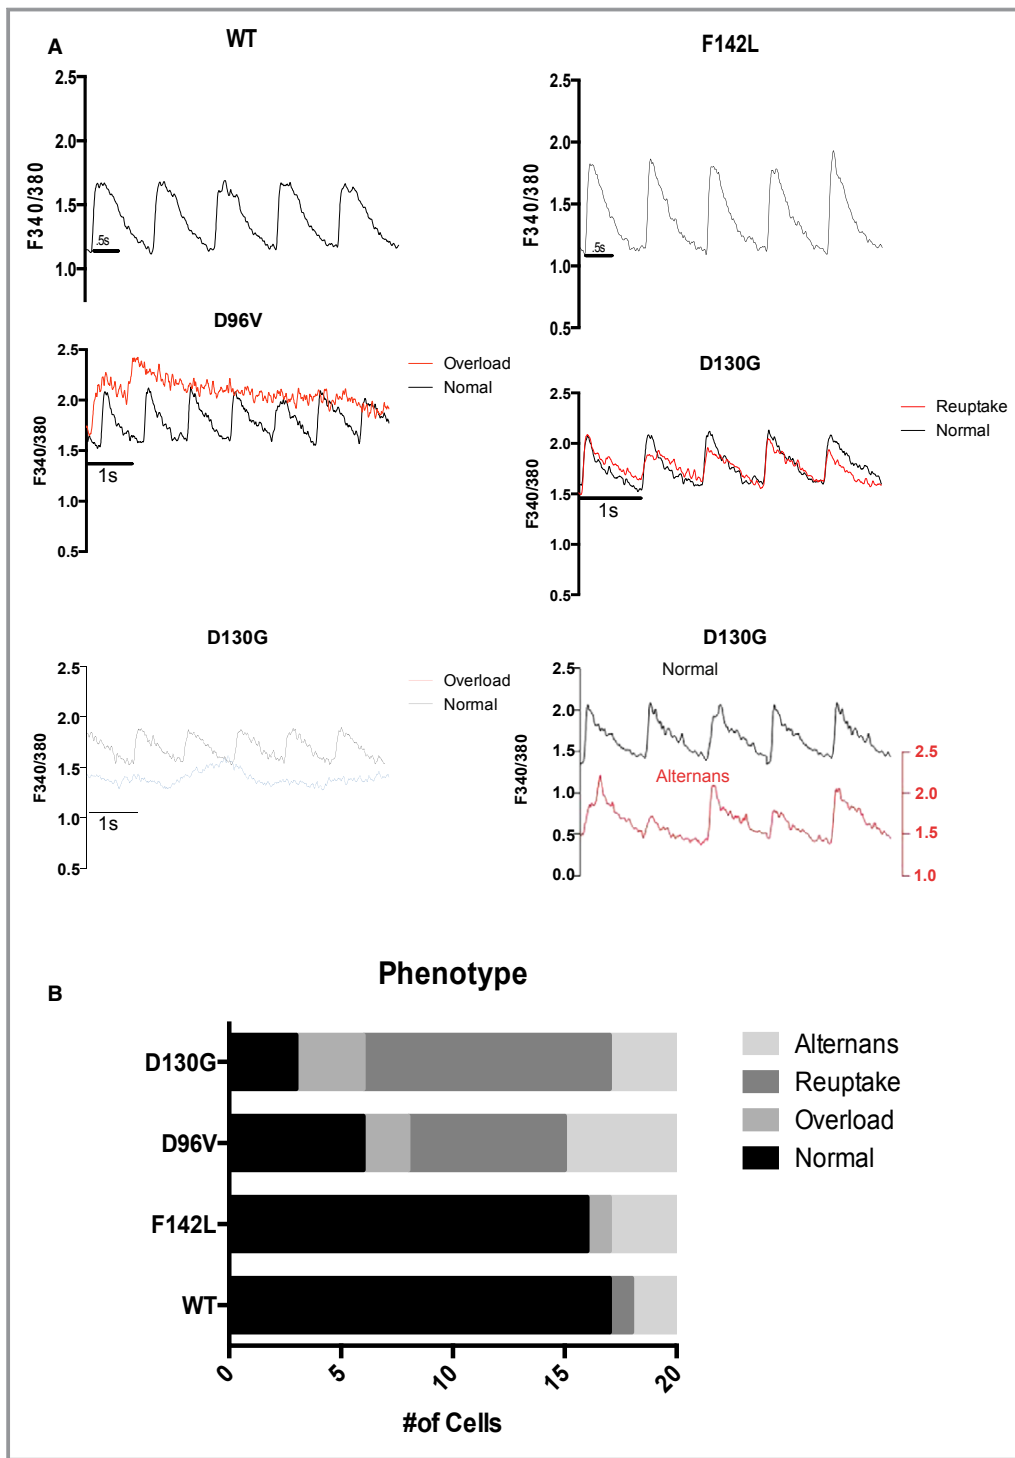 A
WT
F340/380
2.5
2.0
1.5
1.0
.5s
F142L
F340/380
2.5
2.0
1.5
1.0
0.5
.5s
D96V
F340/380
2.5
2.0
1.5
1.0
0.5
1s
Overload
Nomal
D130G
F340/380
2.5
2.0
1.5
1.0
0.5
1s
Reuptake
Normal
D130G
F340/380
2.5
2.0
1.5
1.0
0.5
1s
Overload
Normal
D130G
F340/380
2.5
2.0
1.5
1.0
0.5
0.0
Normal
Alternans
2.5
2.0
1.5
1.0
B
Phenotype
D130G
D96V
F142L
WT
0 5 10 15 20
#of Cells
Alternans
Reuptake
Overload
Normal